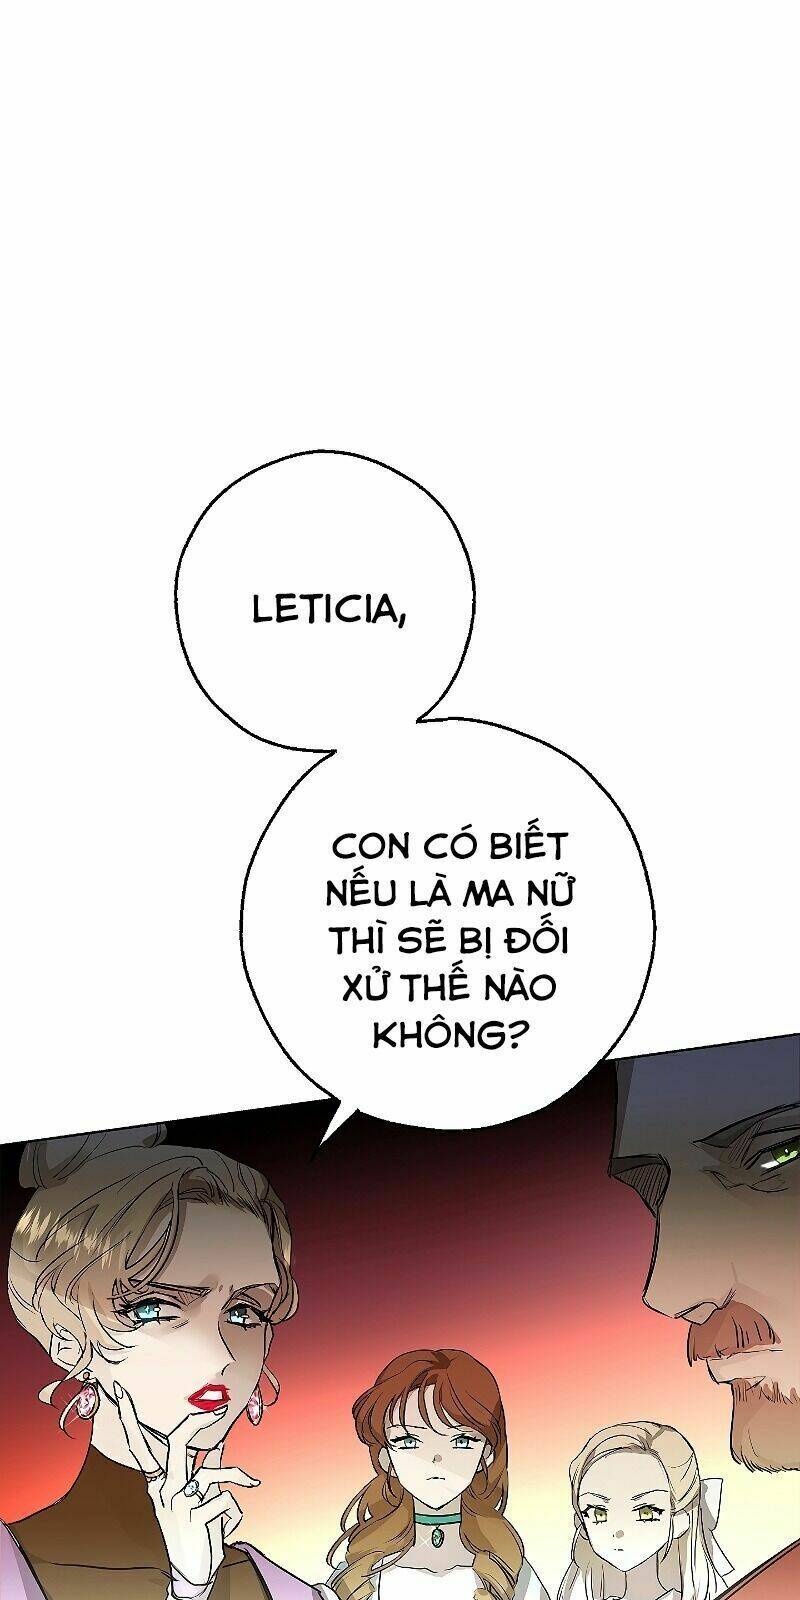 LETICIA,
CON CÓ BIẾT
NẾU LÀ MA NỮ
THÌ SẼ BỊ ĐỐI
XỬ THẾ NÀO
KHÔNG?